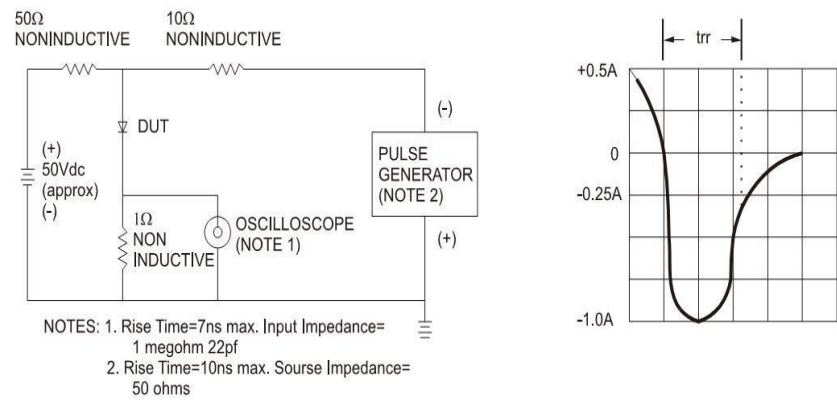 50Ω
NONINDUCTIVE
10Ω
NONINDUCTIVE
DUT
(+)
50Vdc
(approx)
(-)
1Ω
NON
INDUCTIVE
OSCILLOSCOPE
(NOTE 1)
(-)
PULSE
GENERATOR
(NOTE 2)
(+)
NOTES: 1. Rise Time=7ns max. Input Impedance=
1 megohm 22pf
2. Rise Time=10ns max. Sourse Impedance=
50 ohms
trr
+0.5A
0
-0.25A
-1.0A